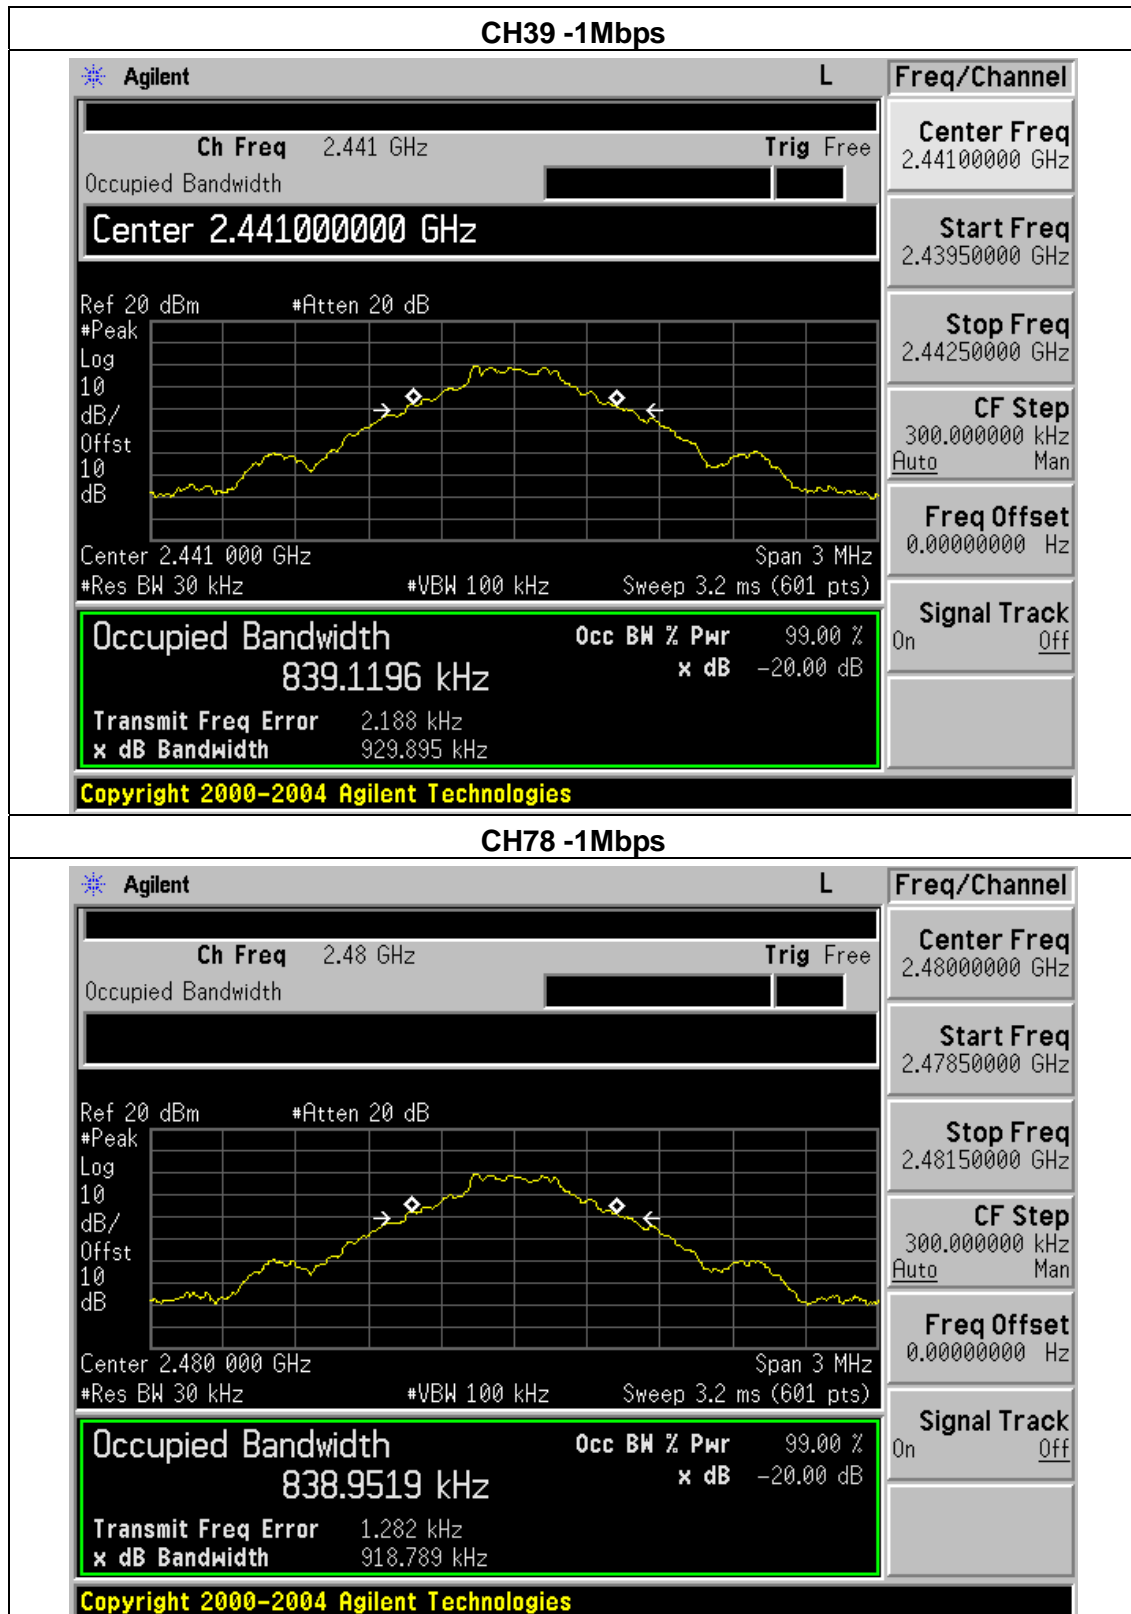 CH39 -1Mbps
Agilent L Freq/Channel
Ch Freq 2.441 GHz Trig Free
Occupied Bandwidth
Center 2.441000000 GHz
Ref 20 dBm #Atten 20 dB
#Peak
Log
10
dB/
Offst
10
dB
Center 2.441 000 GHz Span 3 MHz
#Res BW 30 kHz #VBW 100 kHz Sweep 3.2 ms (601 pts)
Occupied Bandwidth Occ BW % Pwr 99.00 %
839.1196 kHz x dB -20.00 dB
Transmit Freq Error 2.188 kHz
x dB Bandwidth 929.895 kHz
Copyright 2000-2004 Agilent Technologies
Center Freq
2.44100000 GHz
Start Freq
2.43950000 GHz
Stop Freq
2.44250000 GHz
CF Step
300.000000 kHz
Auto Man
Freq Offset
0.00000000 Hz
Signal Track
On Off
CH78 -1Mbps
Agilent L Freq/Channel
Ch Freq 2.48 GHz Trig Free
Occupied Bandwidth
Ref 20 dBm #Atten 20 dB
#Peak
Log
10
dB/
Offst
10
dB
Center 2.480 000 GHz Span 3 MHz
#Res BW 30 kHz #VBW 100 kHz Sweep 3.2 ms (601 pts)
Occupied Bandwidth Occ BW % Pwr 99.00 %
838.9519 kHz x dB -20.00 dB
Transmit Freq Error 1.282 kHz
x dB Bandwidth 918.789 kHz
Copyright 2000-2004 Agilent Technologies
Center Freq
2.48000000 GHz
Start Freq
2.47850000 GHz
Stop Freq
2.48150000 GHz
CF Step
300.000000 kHz
Auto Man
Freq Offset
0.00000000 Hz
Signal Track
On Off